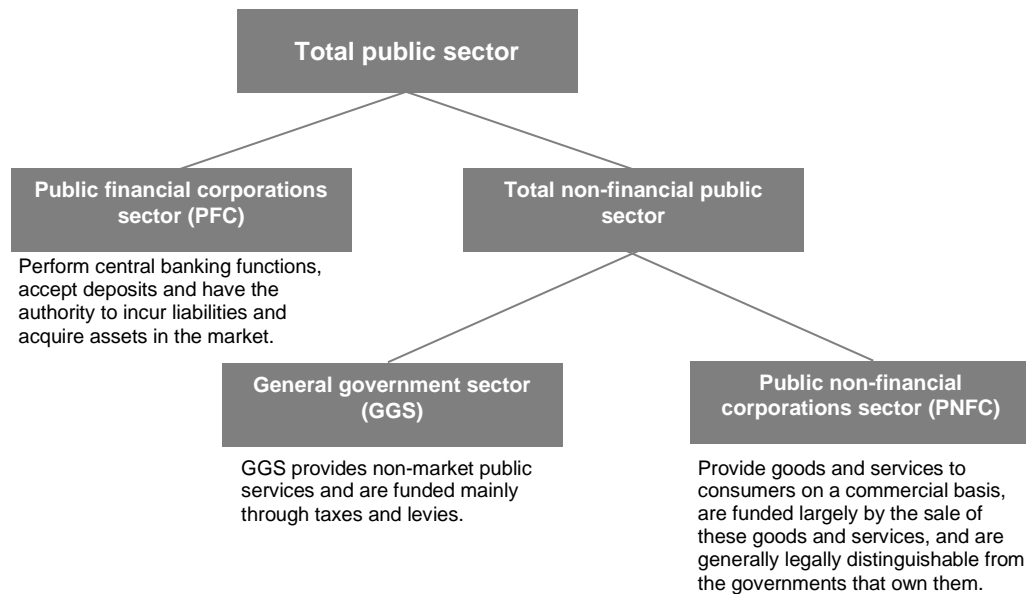 Total public sector
Public financial corporations
sector (PFC)
Total non-financial public
sector
Perform central banking functions,
accept deposits and have the
authority to incur liabilities and
acquire assets in the market.
General government sector
(GGS)
Public non-financial
corporations sector (PNFC)
GGS provides non-market public
services and are funded mainly
through taxes and levies.
Provide goods and services to
consumers on a commercial basis,
are funded largely by the sale of
these goods and services, and are
generally legally distinguishable from
the governments that own them.